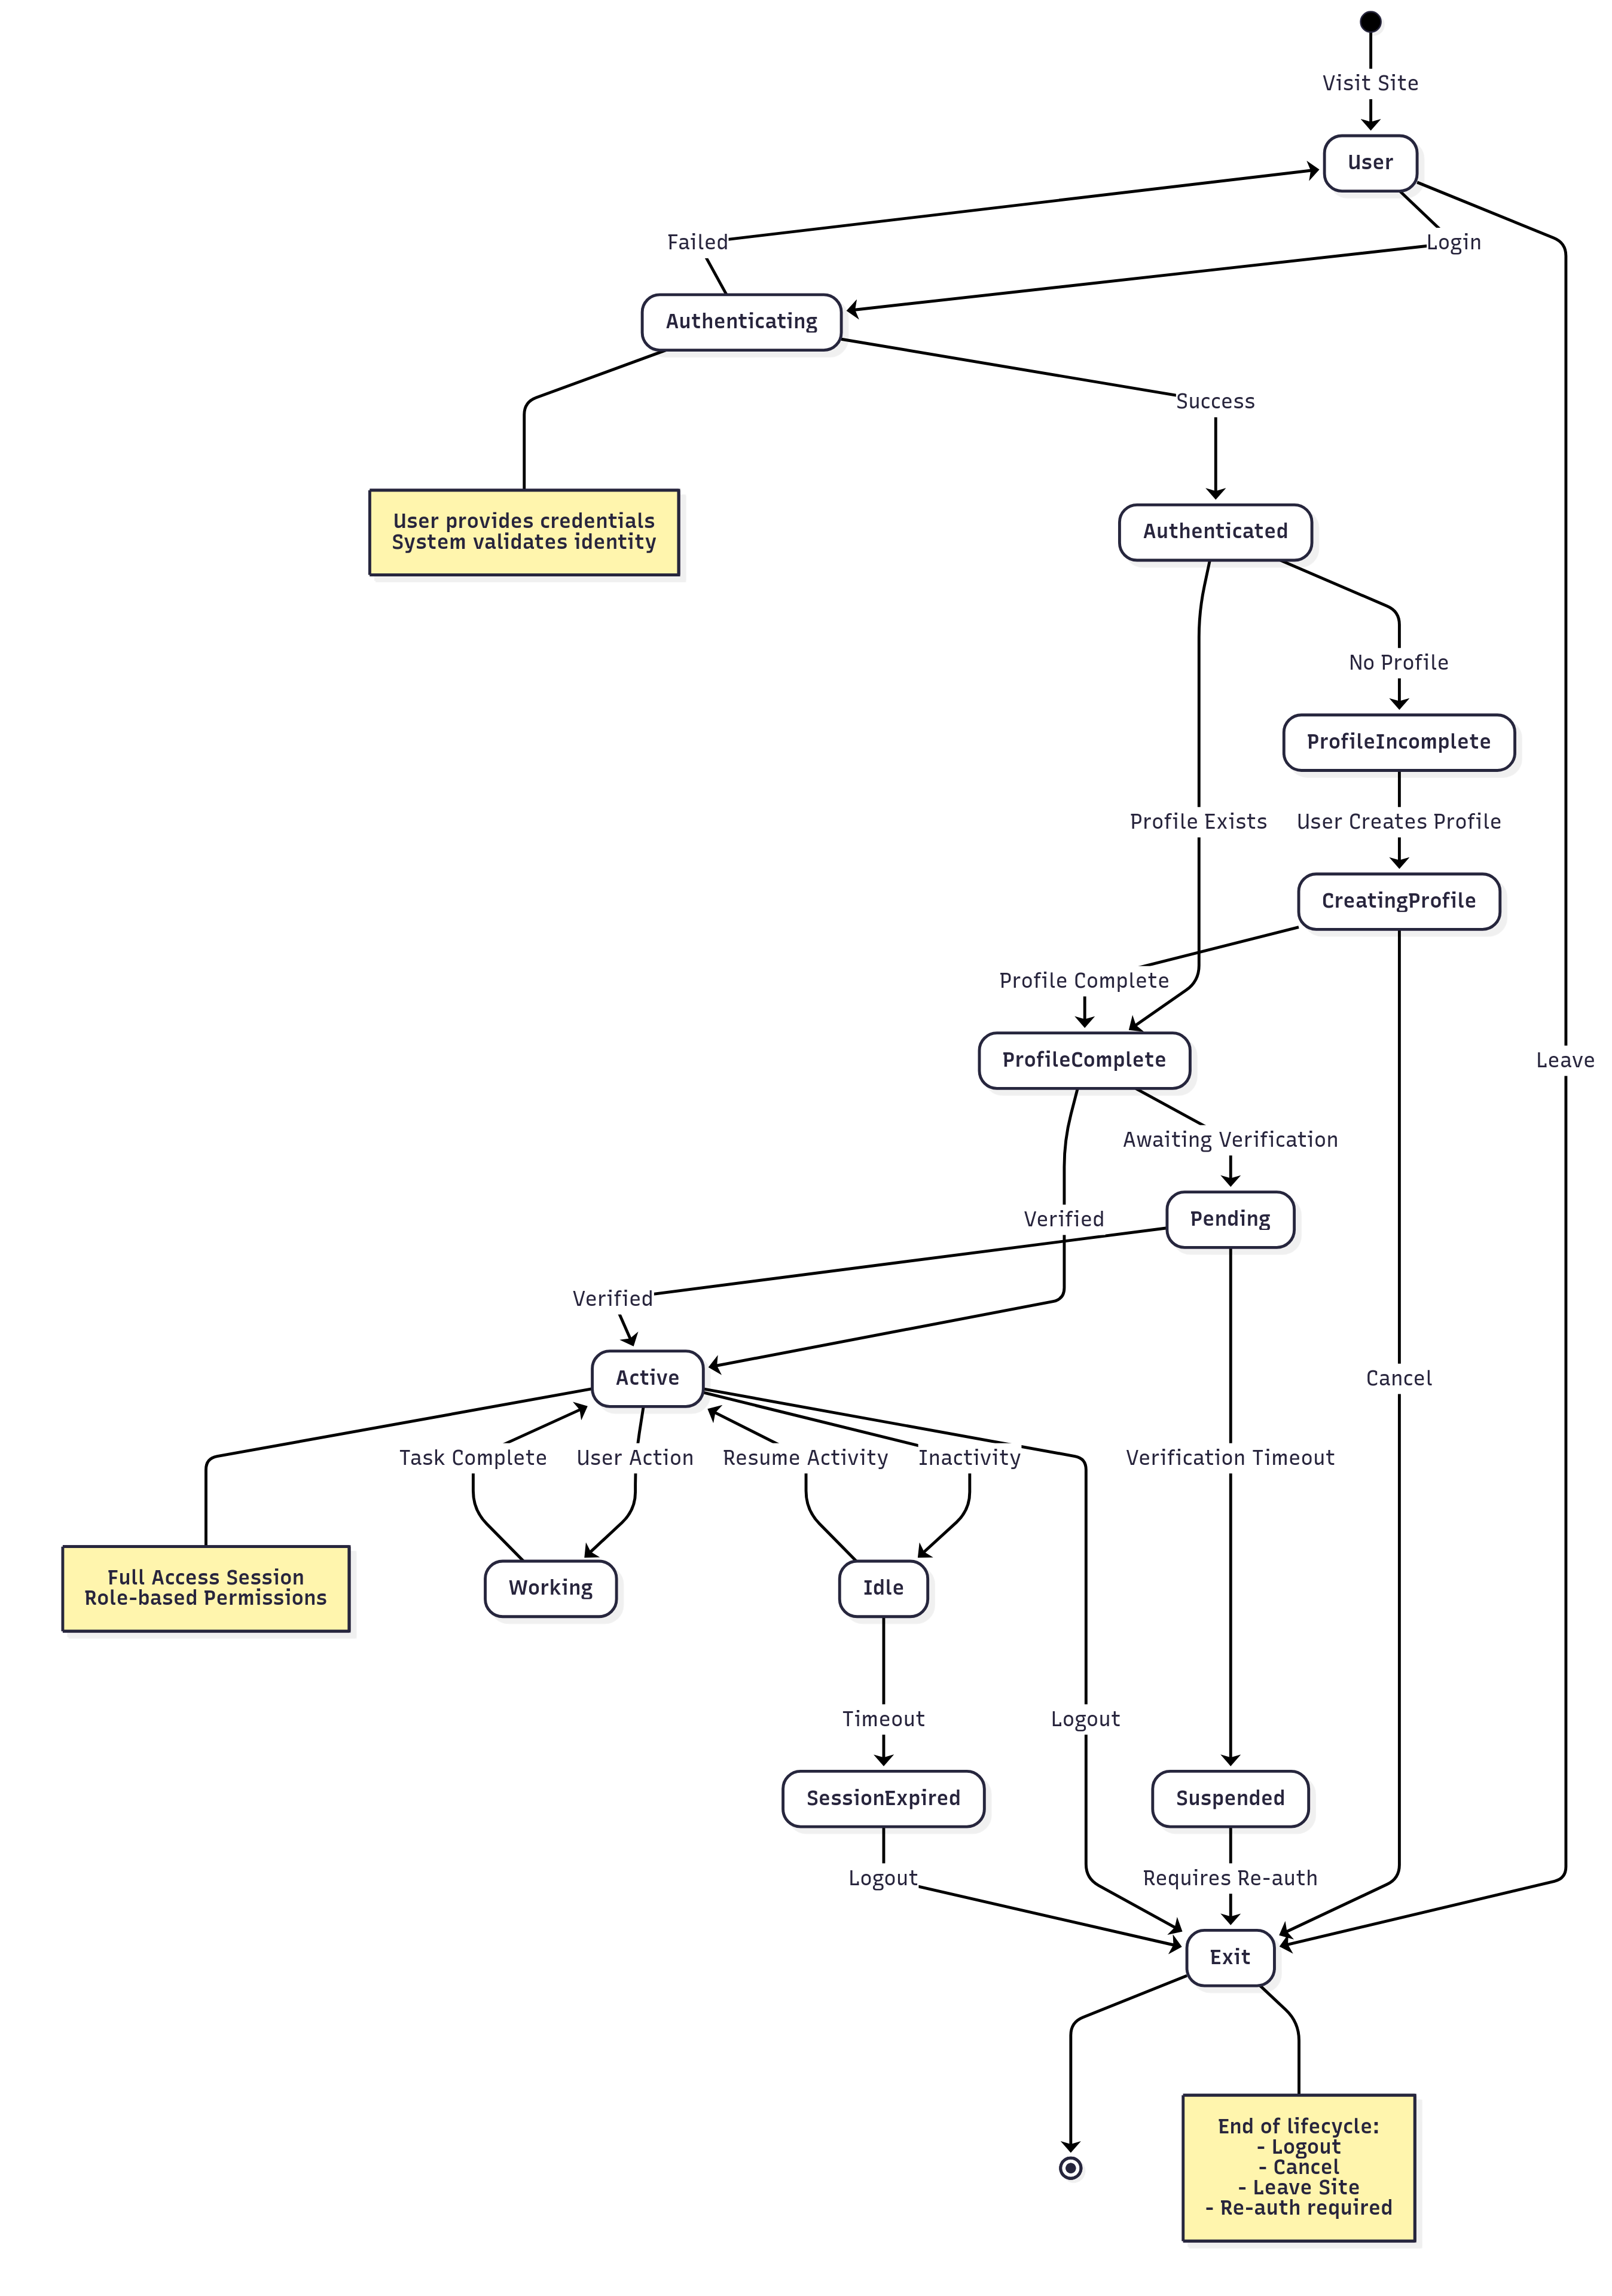 Visit Site
User
Failed
Login
Authenticating
Success
User provides credentials
System validates identity
Authenticated
No Profile
ProfileIncomplete
Profile Exists
User Creates Profile
CreatingProfile
Profile Complete
ProfileComplete
Leave
Awaiting Verification
Verified
Pending
Verified
Active
Cancel
Task Complete
User Action
Resume Activity
Inactivity
Verification Timeout
Full Access Session
Role-based Permissions
Working
Idle
Timeout
Logout
SessionExpired
Suspended
Logout
Requires Re-auth
Exit
End of lifecycle:
- Logout
- Cancel
- Leave Site
- Re-auth required